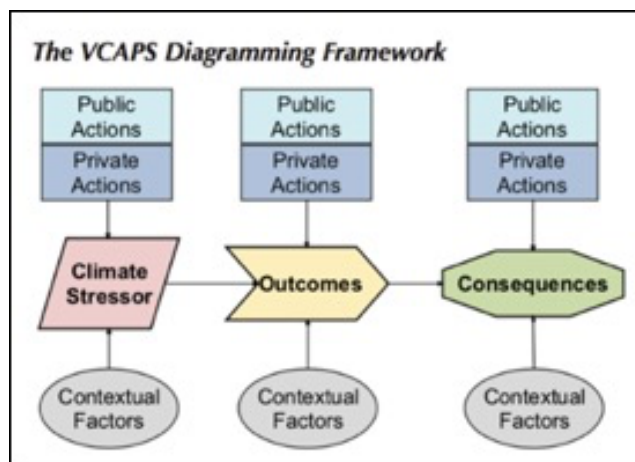 The VCAPS Diagramming Framework
Public
Actions
Private
Actions
Public
Actions
Private
Actions
Public
Actions
Private
Actions
Climate
Stressor
Outcomes
Consequences
Contextual
Factors
Contextual
Factors
Contextual
Factors